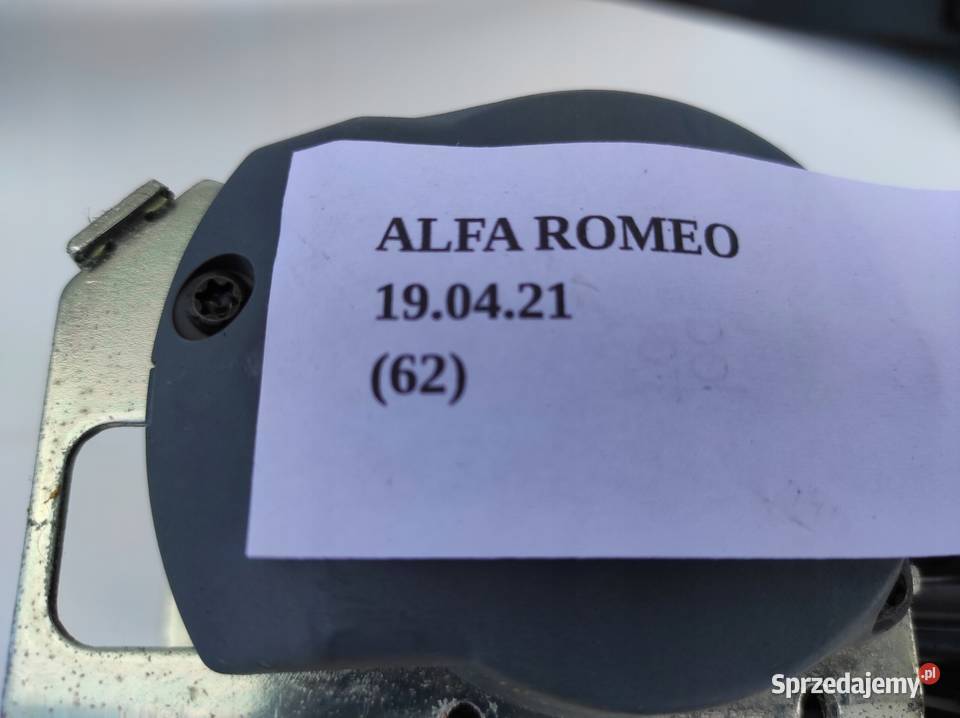 ALFA ROMEO
19.04.21
(62)
Sprzedajemy.pl